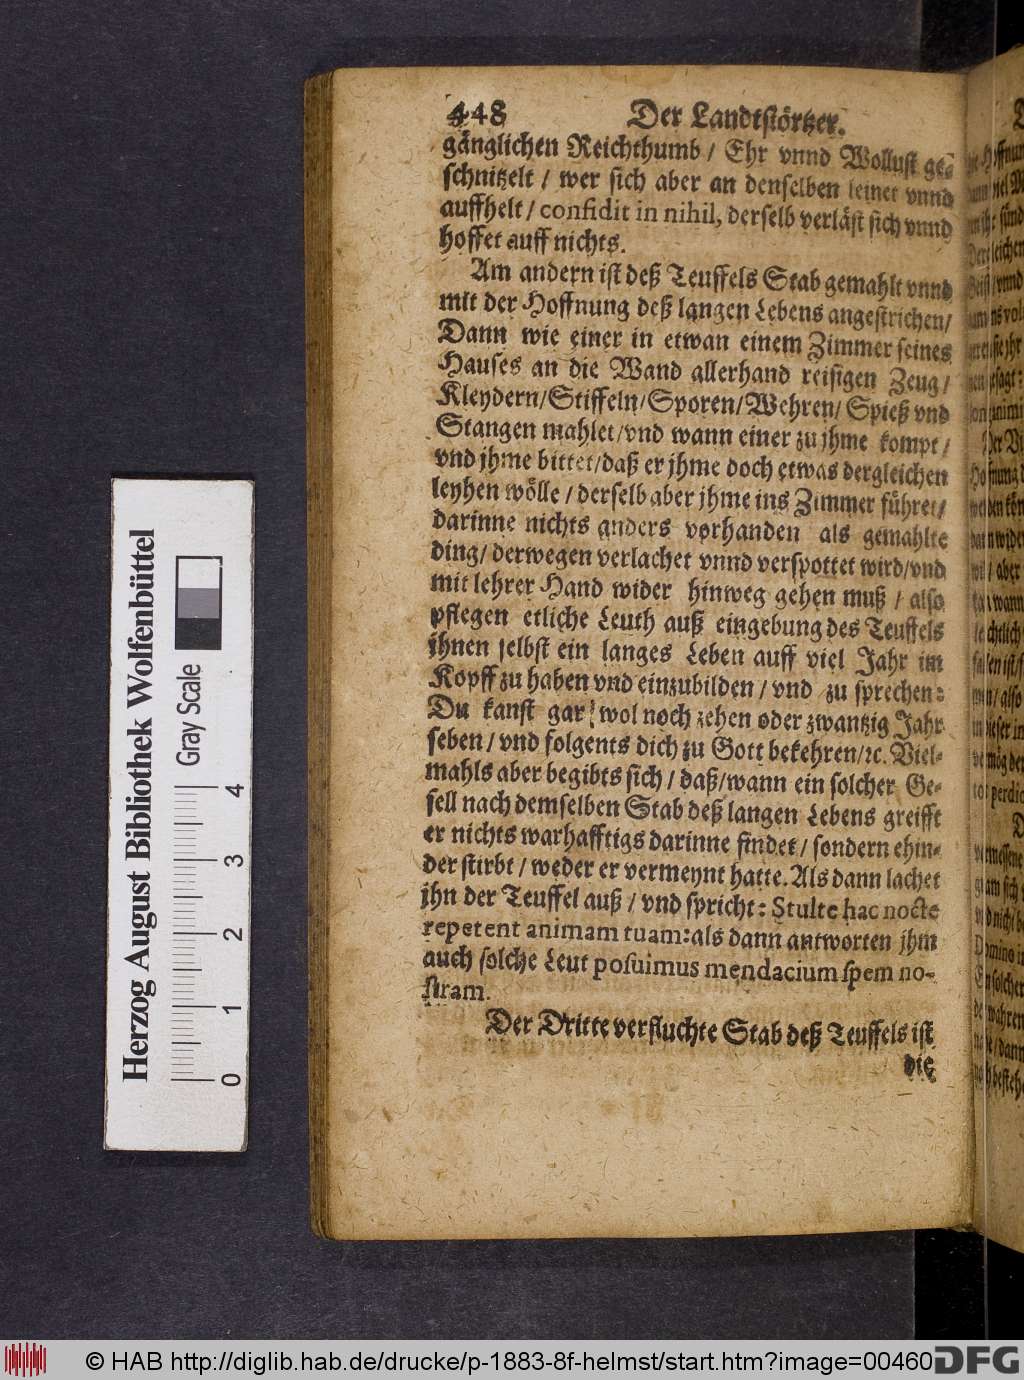 448 Der Landtstörtzer.
gänglichen Reichthumb / Ehr vnnd Wollust ge-
schnitzelt / wer sich aber an denselben leinet vnnd
auffhelt / confidit in nihil, derselb verläst sich vnnd
hoffet auff nichts.
Am andern ist deß Teuffels Stab gemahlt vnnd
mit der Hoffnung deß langen Lebens angestrichen /
Dann wie einer in etwan einem Zimmer seines
Hauses an die Wand allerhand reisigen Zeug /
Kleydern / Stiffeln / Sporen / Wehren / Spieß vnd
Stangen mahlet / vnd wann einer zu jhme kompt /
vnd jhme bittet / daß er jhme doch etwas dergleichen
leyhen wölle / derselb aber jhme ins Zimmer führet /
darinne nichts anders vorhanden als gemahlte
ding / derwegen verlachet vnnd verspottet wird / vnd
mit lehrer Hand wider hinweg gehen muß / also
pflegen etliche Leuth auß eingebung des Teuffels
jhnen selbst ein langes Leben auff viel Jahr im
Kopff zu haben vnd einzubilden / vnd zu sprechen:
Du kanst gar wol noch zehen oder zwantzig Jahr
leben / vnd folgents dich zu Gott bekehren / ꝛc. Viel-
mahls aber begibts sich / daß / wann ein solcher Ge-
sell nach demselben Stab deß langen Lebens greifft
er nichts warhafftigs darinne findet / sondern ehin-
der stirbt / weder er vermeynt hatte. Als dann lachet
jhn der Teuffel auß / vnd spricht: Stulte hac nocte
repetent animam tuam: als dann antworten jhm
auch solche Leut posuimus mendacium spem no-
stram.
Der Dritte verfluchte Stab deß Teuffels ist
die
Herzog August Bibliothek Wolfenbüttel
Gray Scale
0 1 2 3 4
© HAB http://diglib.hab.de/drucke/p-1883-8f-helmst/start.htm?image=00460
DFG